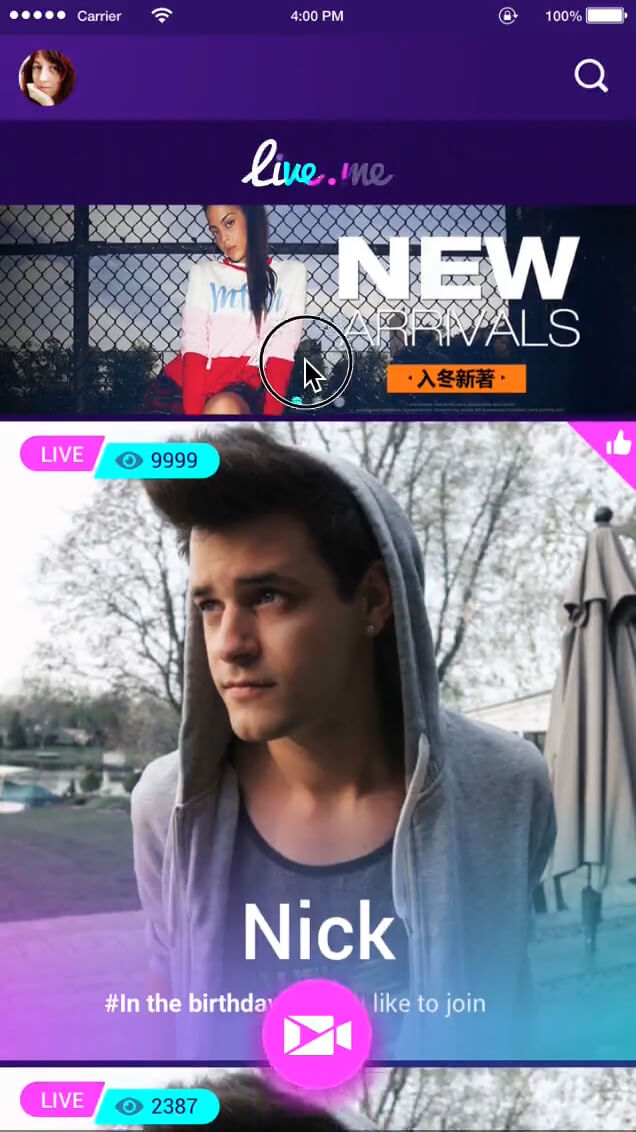 Carrier
4:00 PM
100%
live.me
NEW
ARRIVALS
入冬新著
LIVE
9999
Nick
#In the birthday
like to join
LIVE
2387